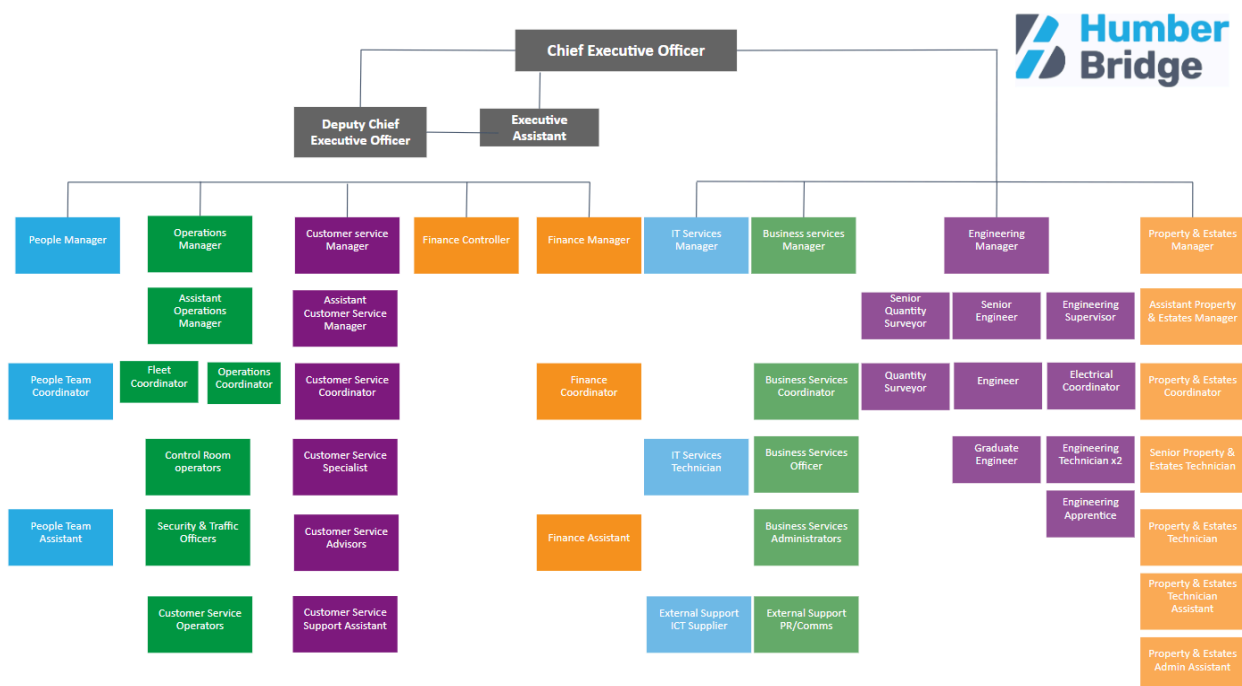 Humber
Bridge
Chief Executive Officer
Deputy Chief
Executive Officer
Executive
Assistant
People Manager
Operations
Manager
Customer service
Manager
Finance Controller
Finance Manager
IT Services
Manager
Business services
Manager
Engineering
Manager
Property & Estates
Manager
Assistant
Operations
Manager
Assistant
Customer Service
Manager
Senior
Quantity
Surveyor
Senior
Engineer
Engineering
Supervisor
Assistant Property
& Estates Manager
People Team
Coordinator
Fleet
Coordinator
Operations
Coordinator
Customer Service
Coordinator
Finance
Coordinator
Business Services
Coordinator
Quantity
Surveyor
Engineer
Electrical
Coordinator
Property & Estates
Coordinator
Control Room
operators
Customer Service
Specialist
IT Services
Technician
Business Services
Officer
Graduate
Engineer
Engineering
Technician x2
Senior Property &
Estates Technician
Engineering
Apprentice
People Team
Assistant
Security & Traffic
Officers
Customer Service
Advisors
Finance Assistant
Business Services
Administrators
Property & Estates
Technician
Property & Estates
Technician
Assistant
Customer Service
Operators
Customer Service
Support Assistant
External Support
ICT Supplier
External Support
PR/Comms
Property & Estates
Admin Assistant